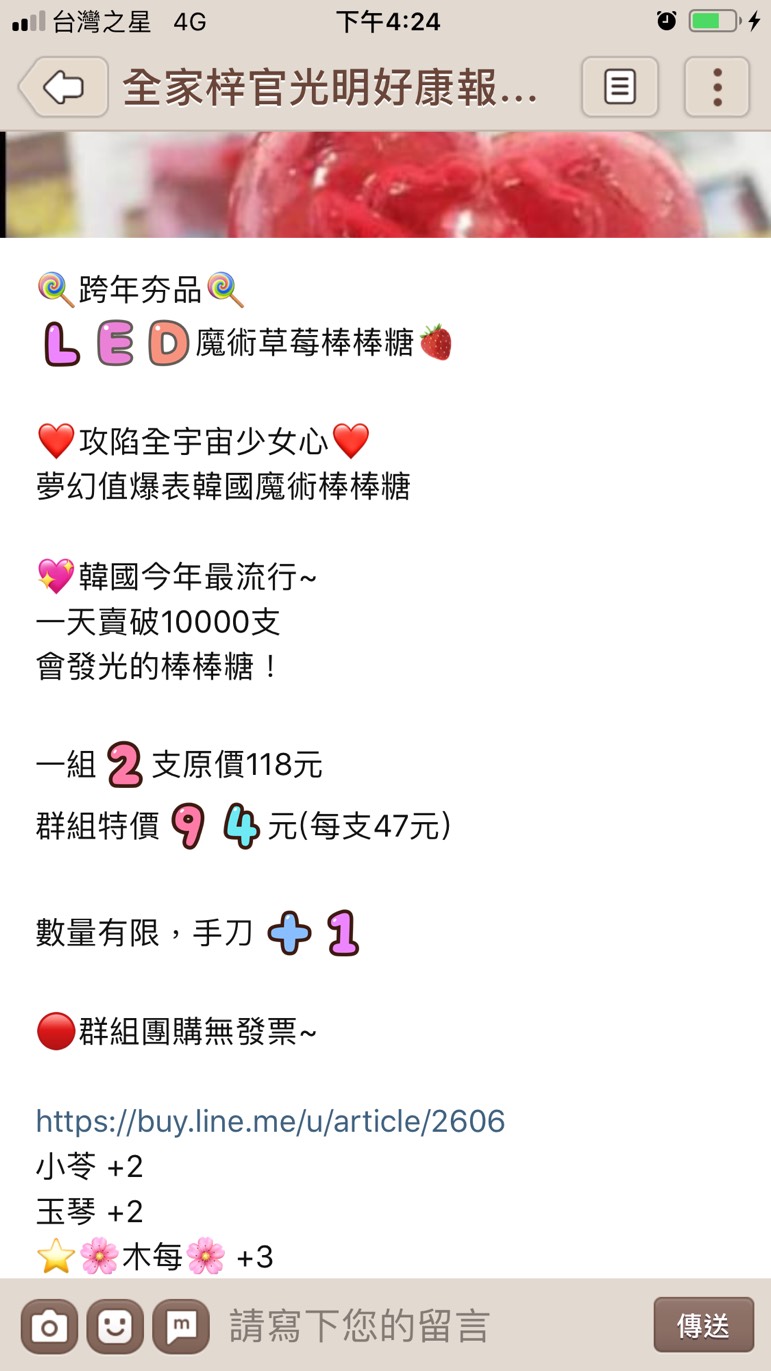 台灣之星 4G 下午4:24
全家梓官光明好康報...
🍭跨年夯品🍭
LED魔術草莓棒棒糖🍓
❤️攻陷全宇宙少女心❤️
夢幻值爆表韓國魔術棒棒糖
💖韓國今年最流行~
一天賣破10000支
會發光的棒棒糖！
一組2支原價118元
群組特價94元(每支47元)
數量有限，手刀+1
🔴群組團購無發票~
https://buy.line.me/u/article/2606
小苓 +2
玉琴 +2
⭐🌸木每🌸 +3
請寫下您的留言 傳送